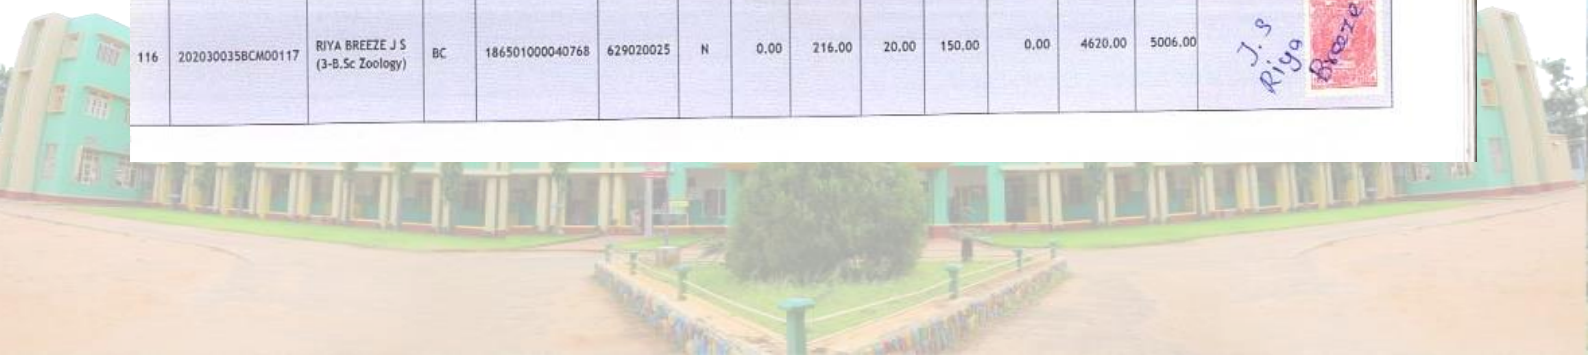 116 202030035BCM00117 RIYA BREEZE J S (3-B.Sc Zoology) BC 186501000040768 629020025 N 0.00 216.00 20.00 150.00 0.00 4620.00 5006.00
J. S
Riya
Breeze